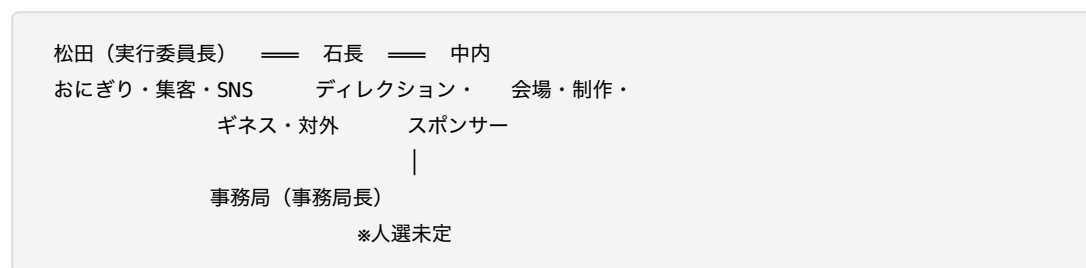 松田（実行委員長） ═══ 石長 ═══ 中内
おにぎり・集客・SNS ディレクション・ 会場・制作・
ギネス・対外 スポンサー
│
事務局（事務局長）
※人選未定